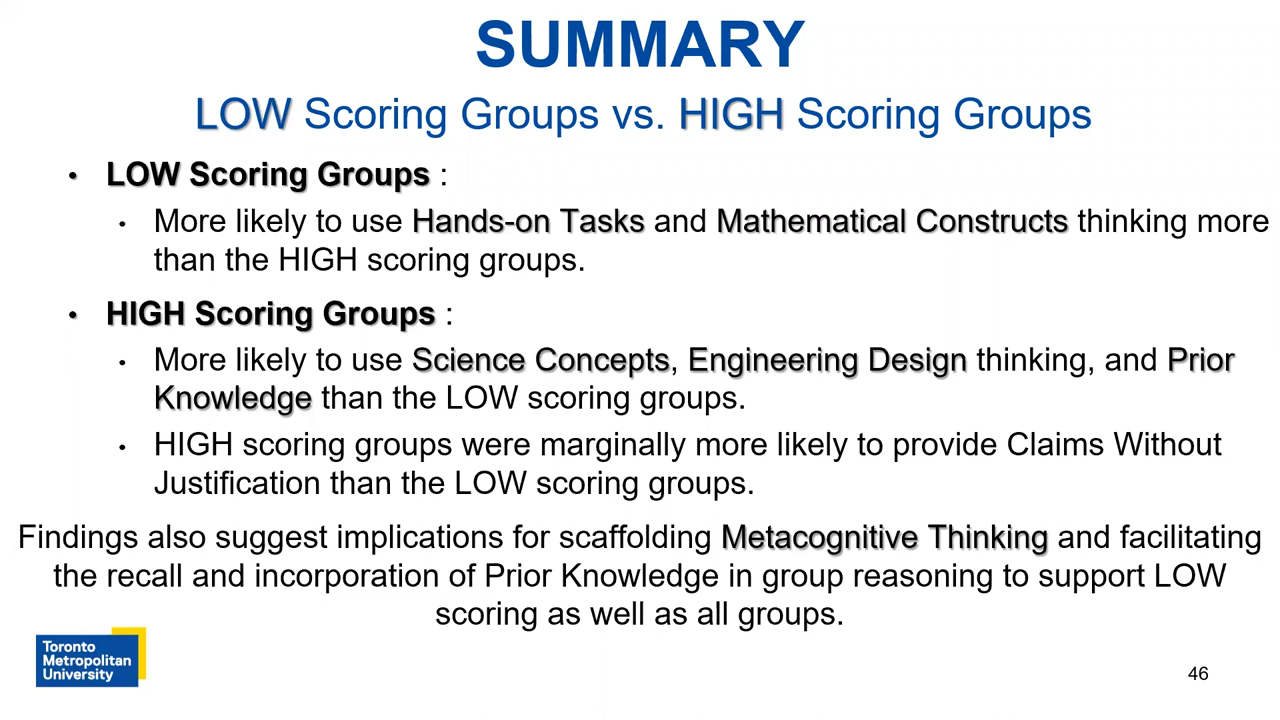 SUMMARY
LOW Scoring Groups vs. HIGH Scoring Groups
• LOW Scoring Groups :
• More likely to use Hands-on Tasks and Mathematical Constructs thinking more
than the HIGH scoring groups.
• HIGH Scoring Groups :
• More likely to use Science Concepts, Engineering Design thinking, and Prior
Knowledge than the LOW scoring groups.
• HIGH scoring groups were marginally more likely to provide Claims Without
Justification than the LOW scoring groups.
Findings also suggest implications for scaffolding Metacognitive Thinking and facilitating
the recall and incorporation of Prior Knowledge in group reasoning to support LOW
scoring as well as all groups.
Toronto
Metropolitan
University
46